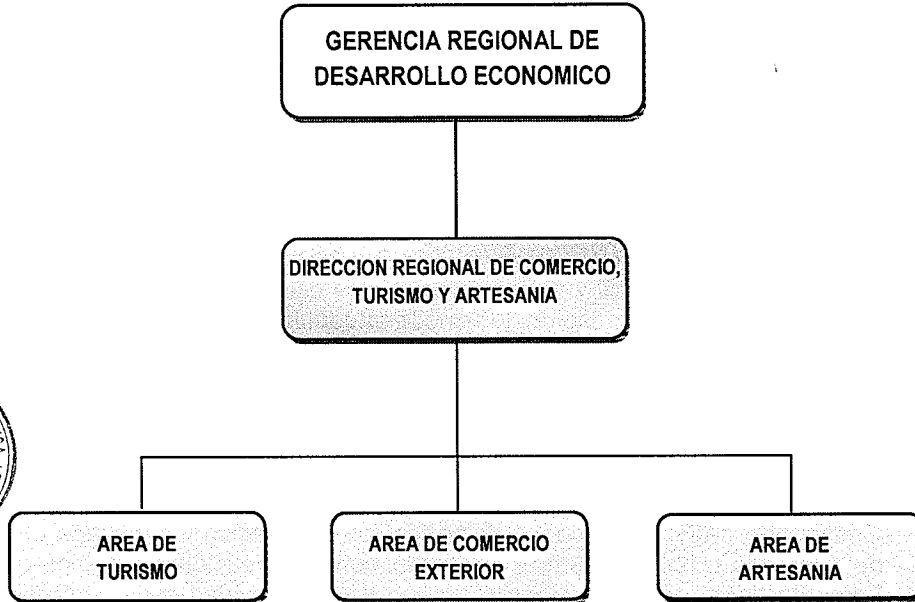 GERENCIA REGIONAL DE
DESARROLLO ECONOMICO
DIRECCION REGIONAL DE COMERCIO,
TURISMO Y ARTESANIA
AREA DE
TURISMO
AREA DE COMERCIO
EXTERIOR
AREA DE
ARTESANIA